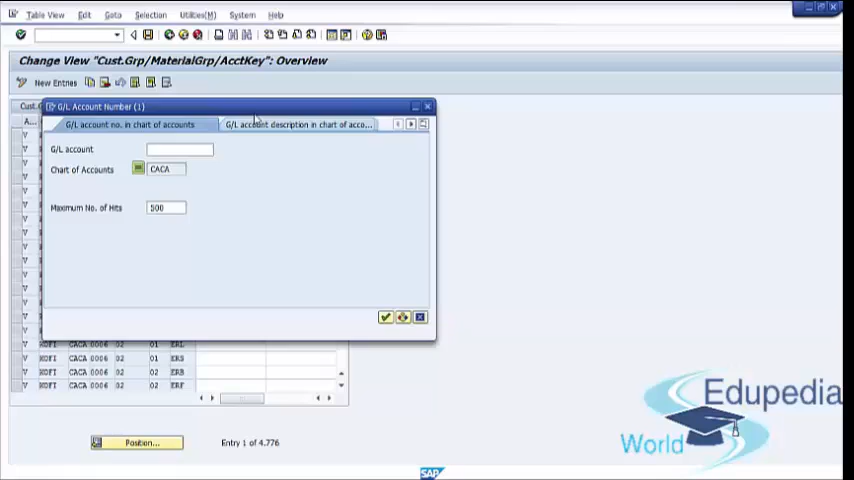 Table View Edit Goto Selection Utilities(M) System Help
Change View "Cust.Grp/MaterialGrp/AcctKey": Overview
New Entries
Cust.G
G/L Account Number (1)
A...
G/L account no. in chart of accounts G/L account description in chart of acco...
V
G/L account
V
Chart of Accounts CACA
V
Maximum No. of Hits 500
V
V KOFI CACA 0006 02 01 ERL
V KOFI CACA 0006 02 01 ERS
V KOFI CACA 0006 02 02 ERB
V KOFI CACA 0006 02 02 ERF
Position... Entry 1 of 4.776
Edupedia
World
SAP